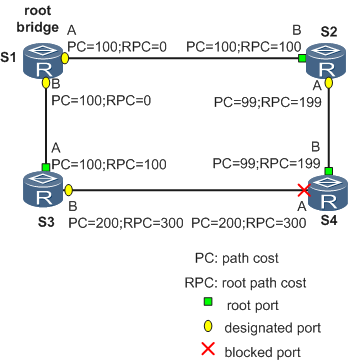 root
bridge
A
B
S2
PC=100;RPC=0
PC=100;RPC=100
S1
R
R
B
A
PC=100;RPC=0
PC=99;RPC=199
A
B
PC=100;RPC=100
PC=99;RPC=199
R
R
S3
B
A
S4
PC=200;RPC=300
PC=200;RPC=300
PC: path cost
RPC: root path cost
root port
designated port
blocked port